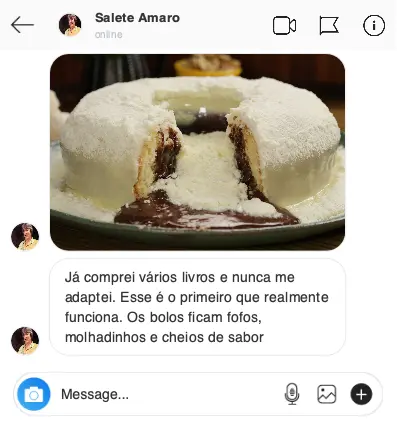 Salete Amaro
online
Já comprei vários livros e nunca me
adaptei. Esse é o primeiro que realmente
funciona. Os bolos ficam fofos,
molhadinhos e cheios de sabor
Message...